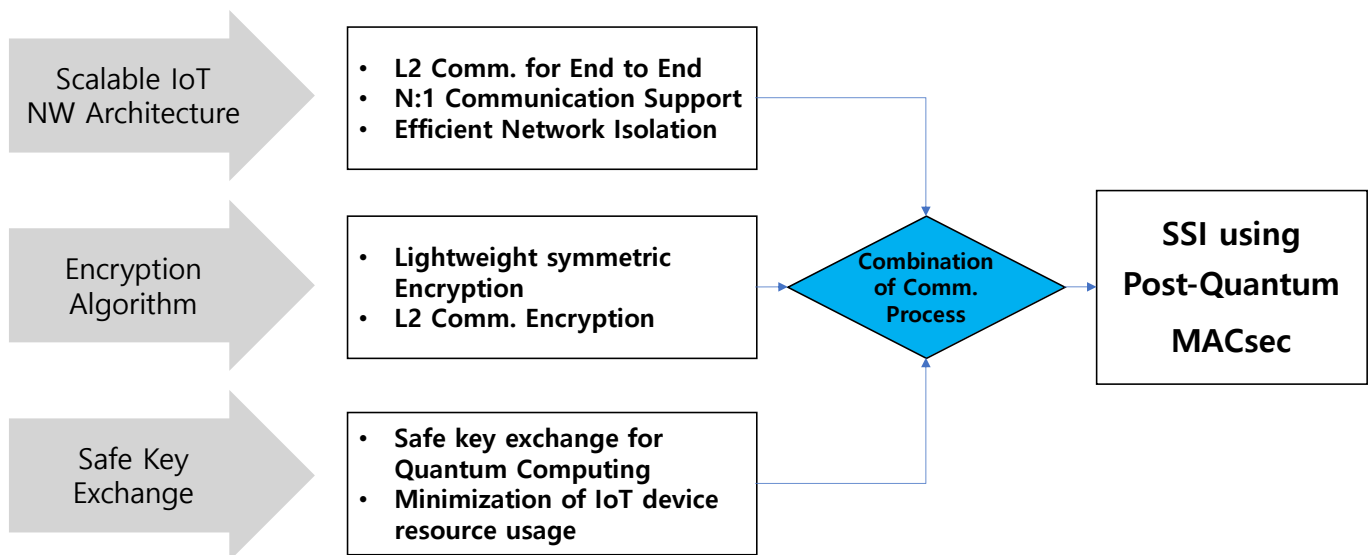 Scalable IoT
NW Architecture
• L2 Comm. for End to End
• N:1 Communication Support
• Efficient Network Isolation
Encryption
Algorithm
• Lightweight symmetric
Encryption
• L2 Comm. Encryption
Combination
of Comm.
Process
SSI using
Post-Quantum
MACsec
Safe Key
Exchange
• Safe key exchange for
Quantum Computing
• Minimization of IoT device
resource usage